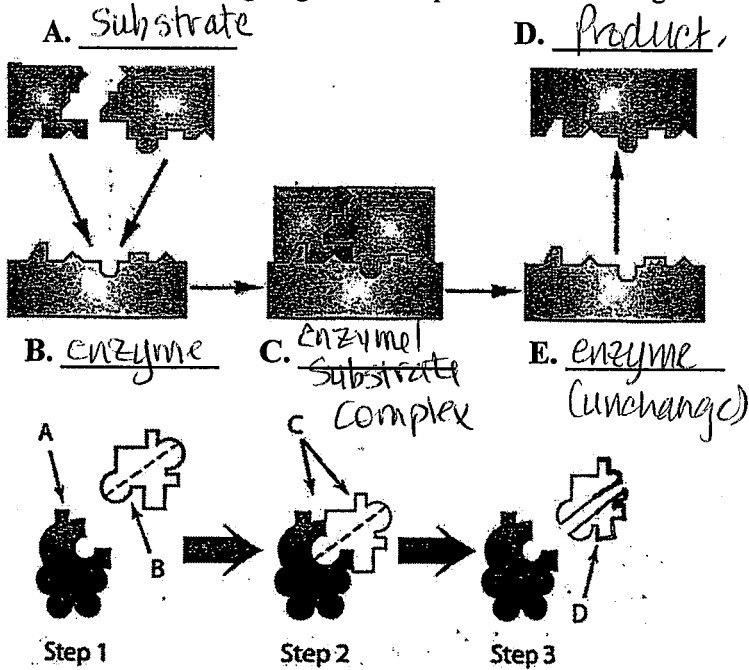 A. Substrate
D. Product.
B. enzyme
C. enzyme/
substrate
complex
E. enzyme
(unchange)
A
B
C
D
Step 1
Step 2
Step 3